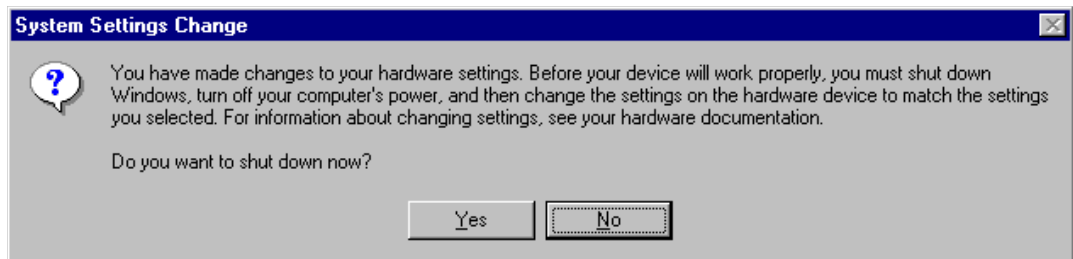 System Settings Change
You have made changes to your hardware settings. Before your device will work properly, you must shut down
Windows, turn off your computer's power, and then change the settings on the hardware device to match the settings
you selected. For information about changing settings, see your hardware documentation.
Do you want to shut down now?
Yes
No